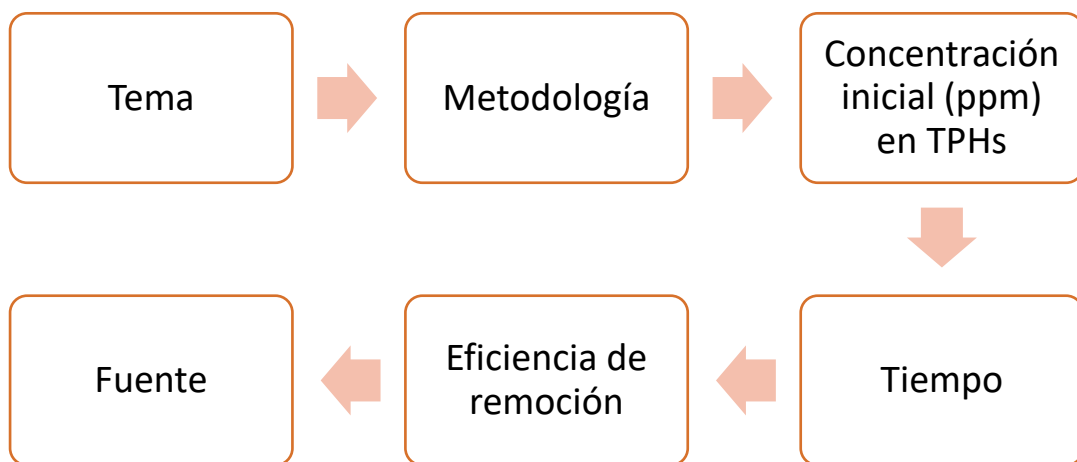 Tema
Metodología
Concentración
inicial (ppm)
en TPHs
Tiempo
Eficiencia de
remoción
Fuente